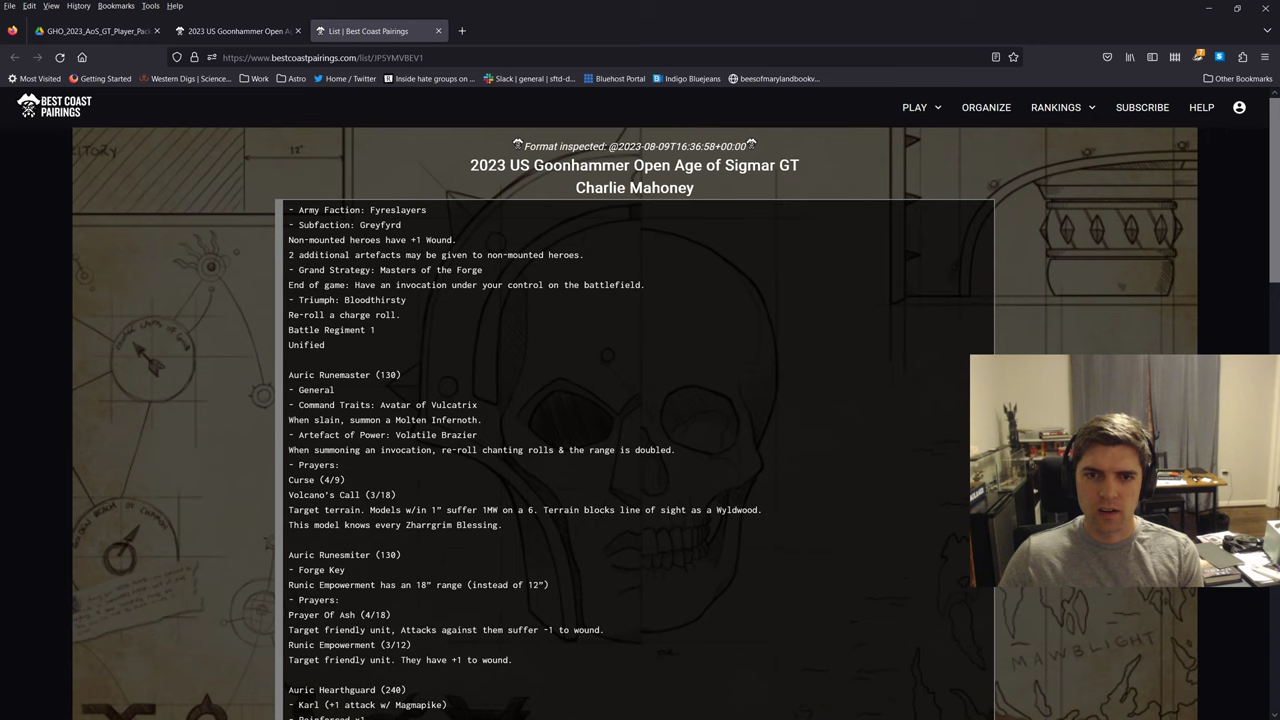 File Edit View History Bookmarks Tools Help
GHO_2023_AoS_GT_Player_Pac
2023 US Goonhammer Open Ag
List | Best Coast Pairings
https://www.bestcoastpairings.com/list/JP5YMVBEV1
Most Visited Getting Started Western Digs | Science... Work Astro Home / Twitter Inside hate groups on ... Slack | general | sftd-d... Bluehost Portal Indigo Bluejeans beesofmarylandbookv... Other Bookmarks
BEST COAST
PAIRINGS
PLAY ORGANIZE RANKINGS SUBSCRIBE HELP
Format inspected: @2023-08-09T16:36:58+00:00
2023 US Goonhammer Open Age of Sigmar GT
Charlie Mahoney
12"
- Army Faction: Fyreslayers
- Subfaction: Greyfyrd
Non-mounted heroes have +1 Wound.
2 additional artefacts may be given to non-mounted heroes.
- Grand Strategy: Masters of the Forge
End of game: Have an invocation under your control on the battlefield.
- Triumph: Bloodthirsty
Re-roll a charge roll.
Battle Regiment 1
Unified
Auric Runemaster (130)
- General
- Command Traits: Avatar of Vulcatrix
When slain, summon a Molten Infernoth.
- Artefact of Power: Volatile Brazier
When summoning an invocation, re-roll chanting rolls & the range is doubled.
- Prayers:
Curse (4/9)
Volcano's Call (3/18)
Target terrain. Models w/in 1" suffer 1MW on a 6. Terrain blocks line of sight as a Wyldwood.
This model knows every Zharrgrim Blessing.
Auric Runesmiter (130)
- Forge Key
Runic Empowerment has an 18" range (instead of 12")
- Prayers:
Prayer Of Ash (4/18)
Target friendly unit, Attacks against them suffer -1 to wound.
Runic Empowerment (3/12)
Target friendly unit. They have +1 to wound.
Auric Hearthguard (240)
- Karl (+1 attack w/ Magmapike)
- Reinforced x1
MAWBLIGHT